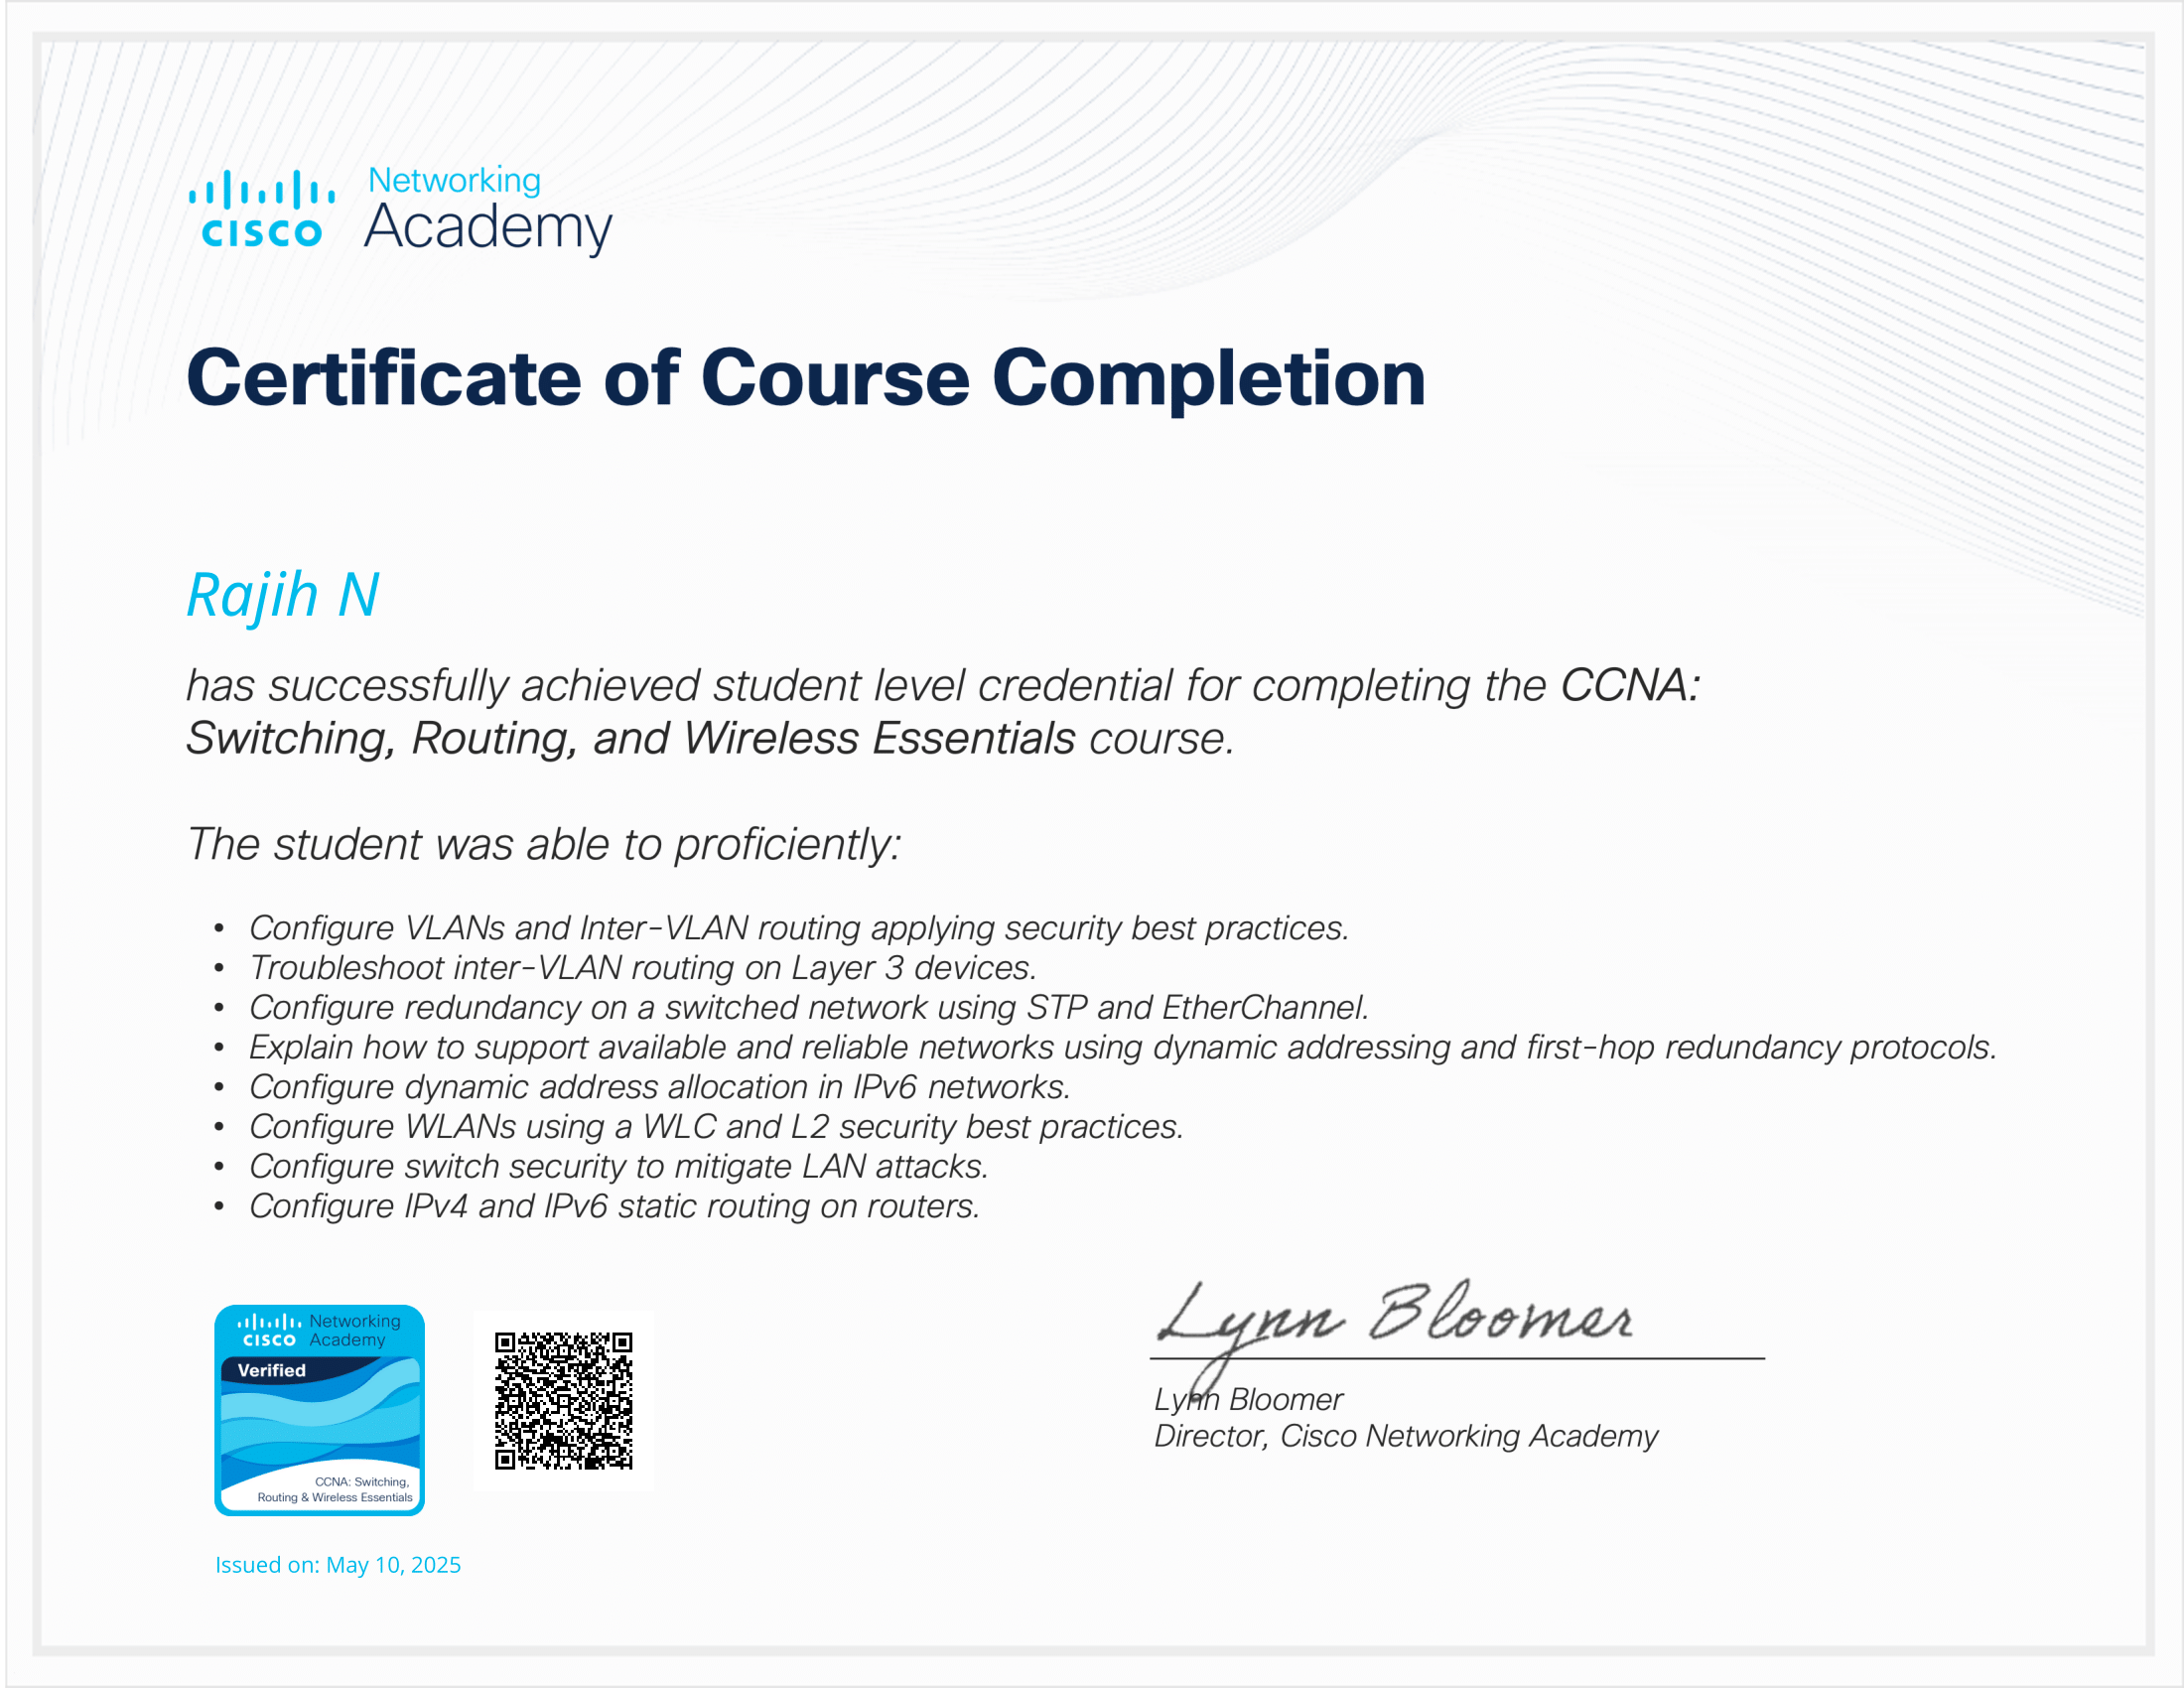 Networking
CISCO Academy
Certificate of Course Completion
Rajih N
has successfully achieved student level credential for completing the CCNA:
Switching, Routing, and Wireless Essentials course.
The student was able to proficiently:
• Configure VLANs and Inter-VLAN routing applying security best practices.
• Troubleshoot inter-VLAN routing on Layer 3 devices.
• Configure redundancy on a switched network using STP and EtherChannel.
• Explain how to support available and reliable networks using dynamic addressing and first-hop redundancy protocols.
• Configure dynamic address allocation in IPv6 networks.
• Configure WLANs using a WLC and L2 security best practices.
• Configure switch security to mitigate LAN attacks.
• Configure IPv4 and IPv6 static routing on routers.
Networking
CISCO Academy
Verified
CCNA: Switching,
Routing & Wireless Essentials
Lynn Bloomer
Lynn Bloomer
Director, Cisco Networking Academy
Issued on: May 10, 2025